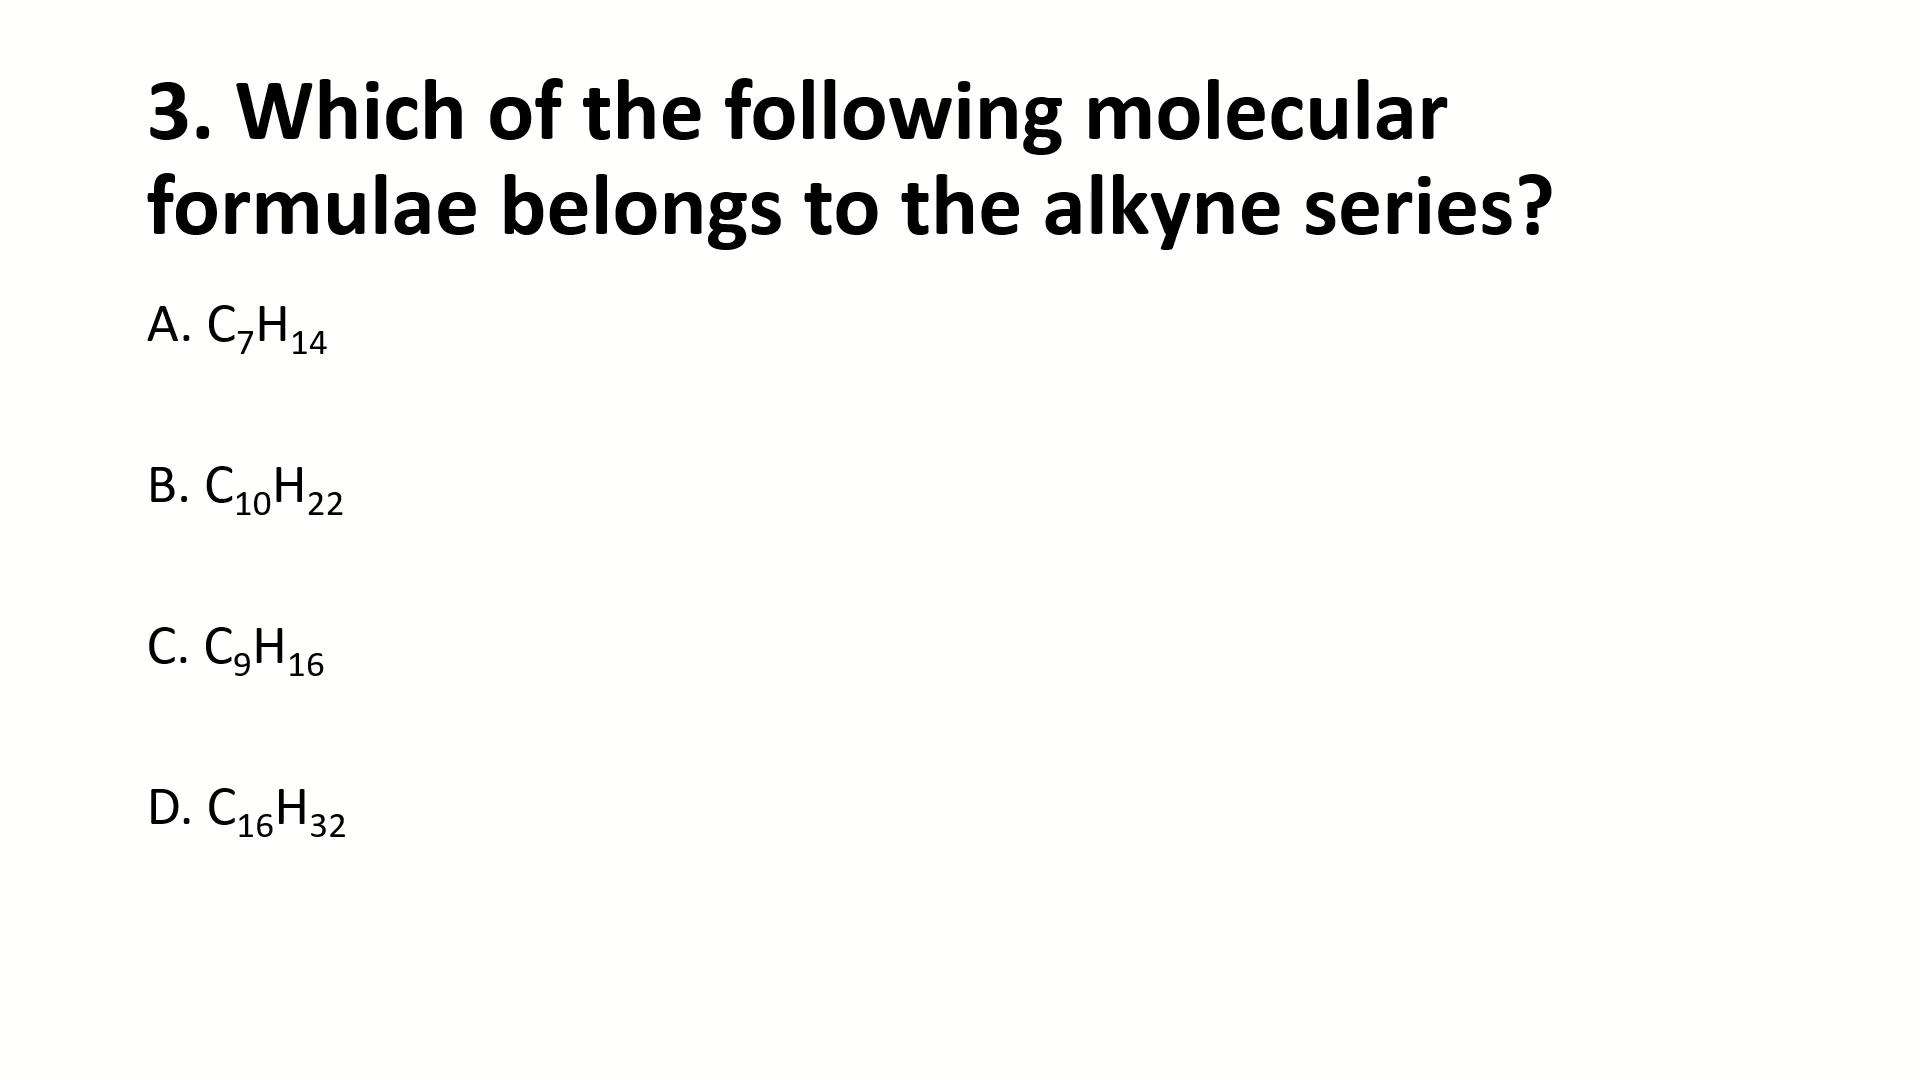 3. Which of the following molecular
formulae belongs to the alkyne series?
A. C₇H₁₄
B. C₁₀H₂₂
C. C₉H₁₆
D. C₁₆H₃₂